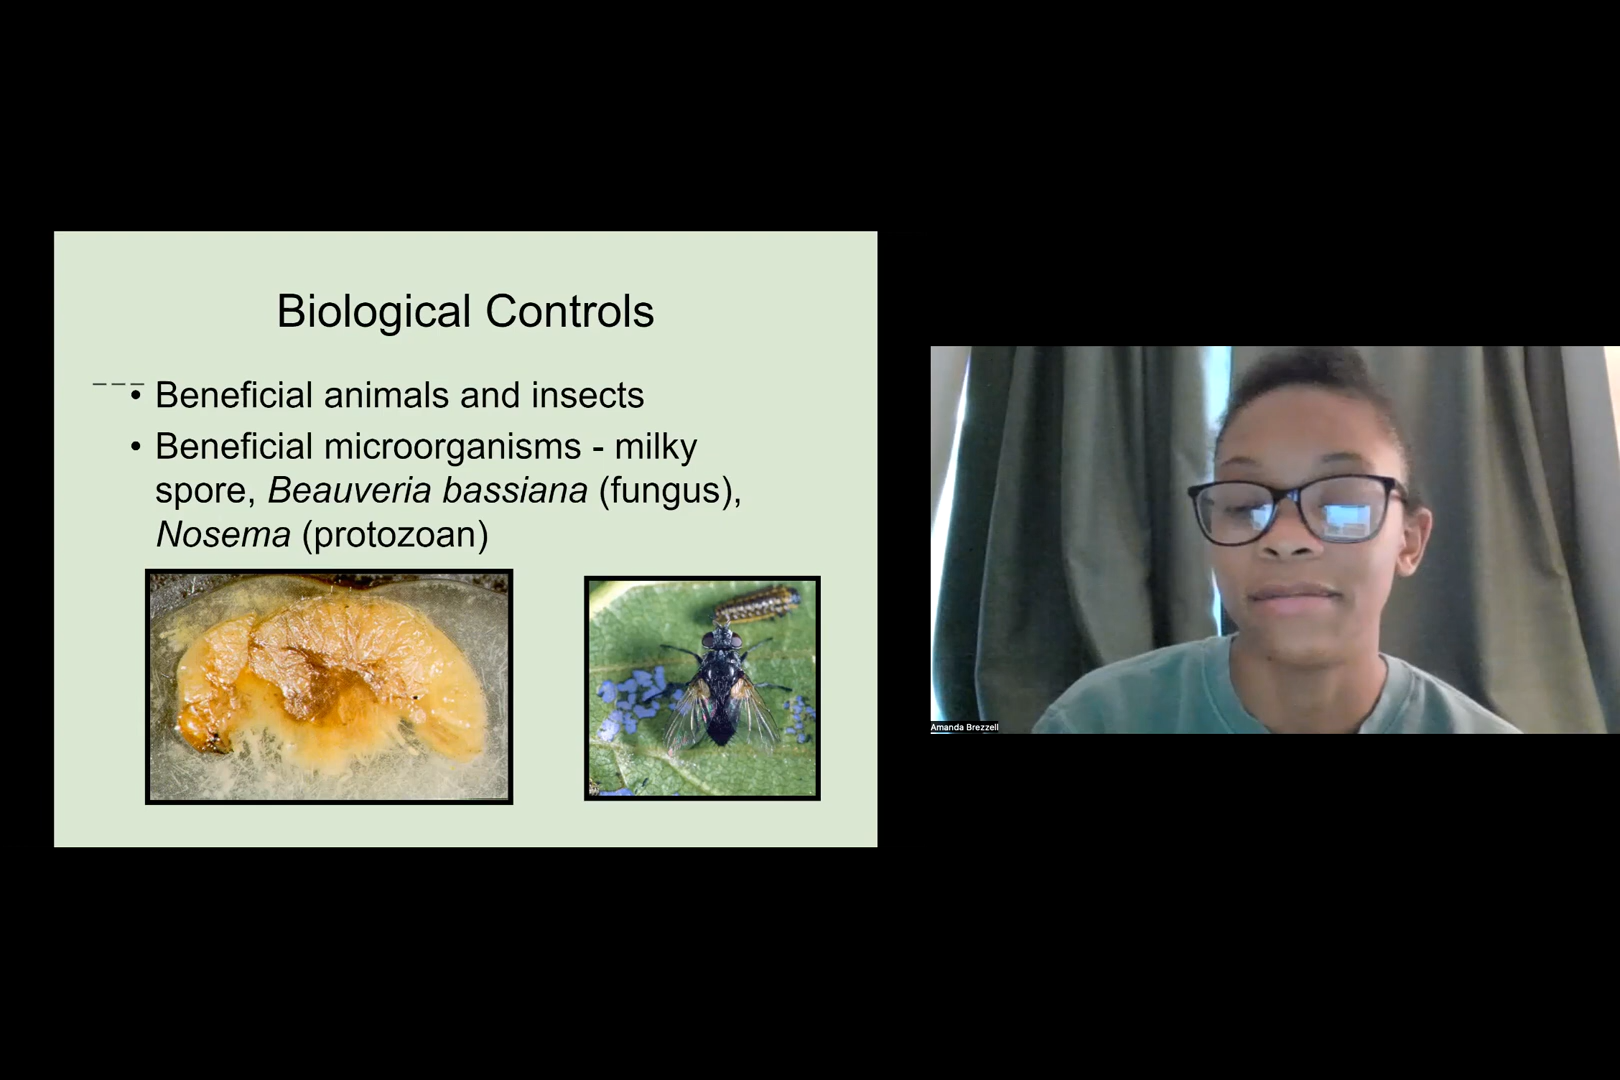 Biological Controls
• Beneficial animals and insects
• Beneficial microorganisms - milky
spore, Beauveria bassiana (fungus),
Nosema (protozoan)
Amanda Brezzell